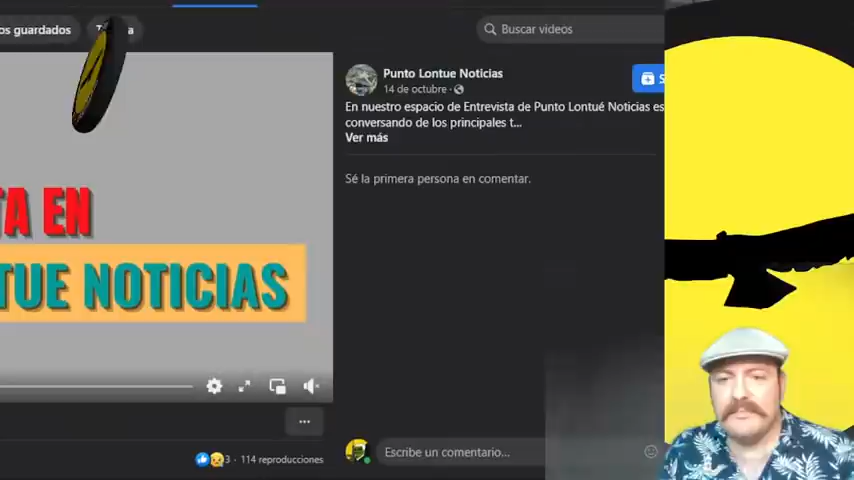 os guardados
Buscar videos
Punto Lontue Noticias
14 de octubre ·
En nuestro espacio de Entrevista de Punto Lontué Noticias es
conversando de los principales t...
Ver más
Sé la primera persona en comentar.
TA EN
TUE NOTICIAS
3 · 114 reproducciones
Escribe un comentario...